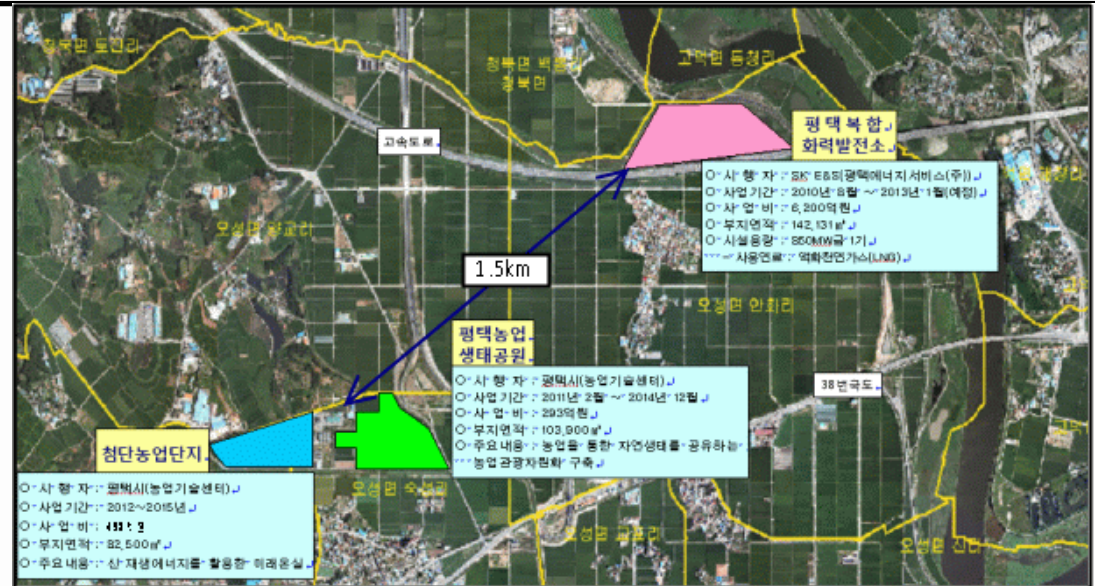 청북면 토진리
청북면 백봉리
청북면
고덕면 동청리
고속도로
평택복합
화력발전소
O 시 행 자 : SK E&S(평택에너지서비스(주))
O 사업기간 : 2010년 8월 ~ 2013년 1월(예정)
O 사 업 비 : 6,200억원
O 부지면적 : 142,131㎡
O 시설용량 : 850MW급 1기
- 사용연료 : 액화천연가스(LNG)
오성면 양교리
1.5km
오성면 안화리
평택농업
생태공원
O 시 행 자 : 평택시(농업기술센터)
O 사업기간 : 2011년 2월 ~ 2014년 12월
O 사 업 비 : 293억원
O 부지면적 : 103,900㎡
O 주요내용 : 농업을 통한 자연생태를 공유하는
농업관광자원화 구축
38번국도
첨단농업단지
O 시 행 자 : 평택시(농업기술센터)
O 사업기간 : 2012~2015년
O 사 업 비 :
O 부지면적 : 82,500㎡
O 주요내용 : 신·재생에너지를 활용한 미래온실
오성면 숙성리
오성면 교포리
오성면 신리